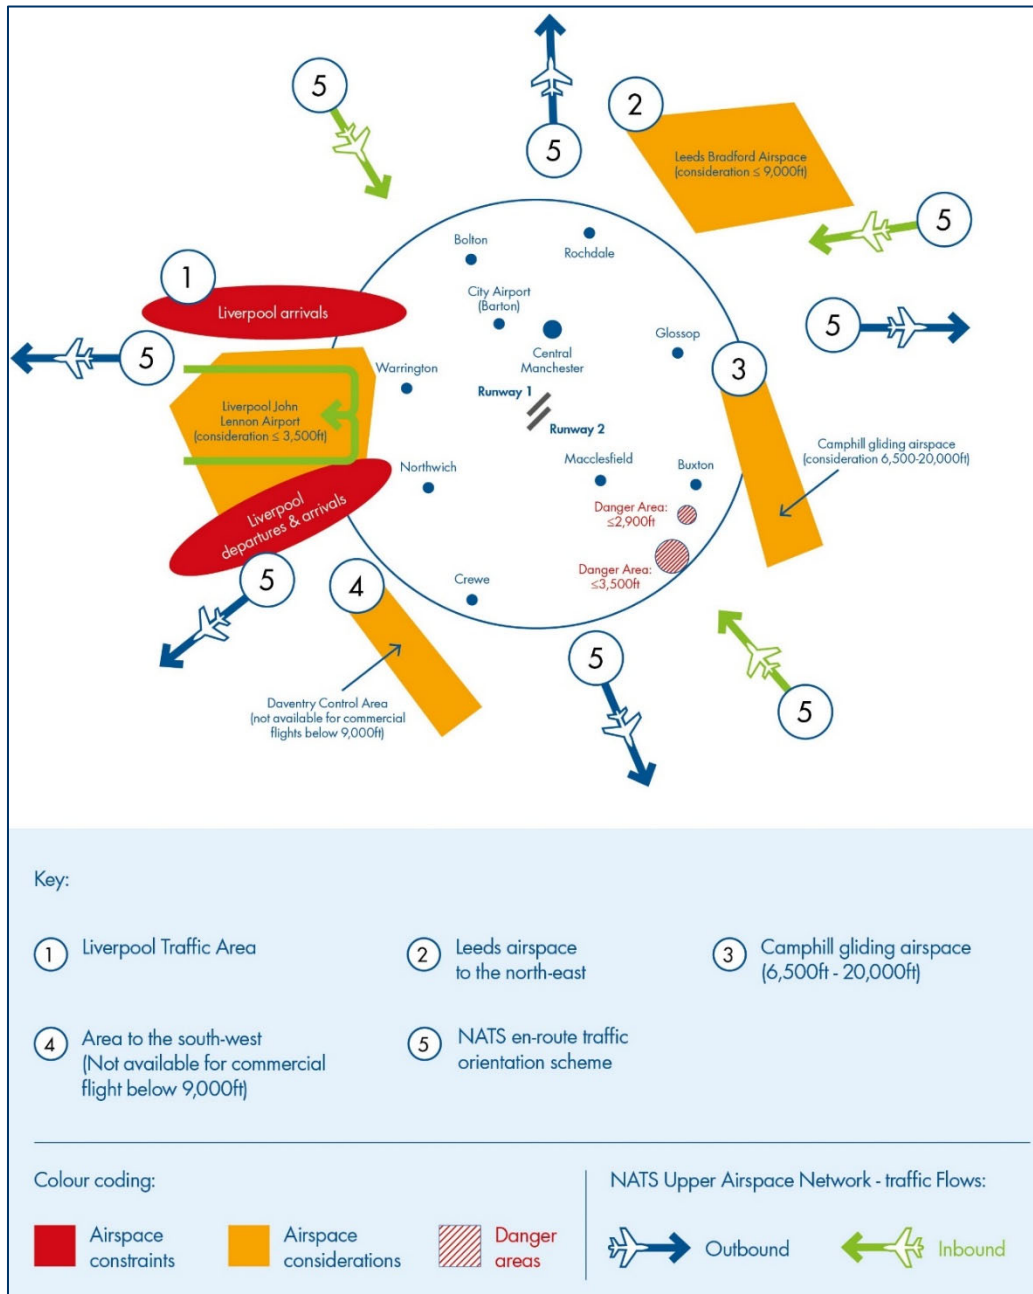 5
5
2
Leeds Bradford Airspace
(consideration ≤ 9,000ft)
5
Bolton
Rochdale
1
City Airport
(Barton)
Liverpool arrivals
5
5
Central
Manchester
Glossop
3
Warrington
Runway 1
Liverpool John
Lennon Airport
(consideration ≤ 3,500ft)
Runway 2
Camphill gliding airspace
(consideration 6,500-20,000ft)
Northwich
Macclesfield
Buxton
Liverpool
departures & arrivals
Danger Area:
≤2,900ft
Danger Area:
≤3,500ft
5
4
Crewe
5
5
Daventry Control Area
(not available for commercial
flights below 9,000ft)
Key:
1 Liverpool Traffic Area
2 Leeds airspace
to the north-east
3 Camphill gliding airspace
(6,500ft - 20,000ft)
4 Area to the south-west
(Not available for commercial
flight below 9,000ft)
5 NATS en-route traffic
orientation scheme
Colour coding:
Airspace
constraints
Airspace
considerations
Danger
areas
NATS Upper Airspace Network - traffic Flows:
Outbound
Inbound